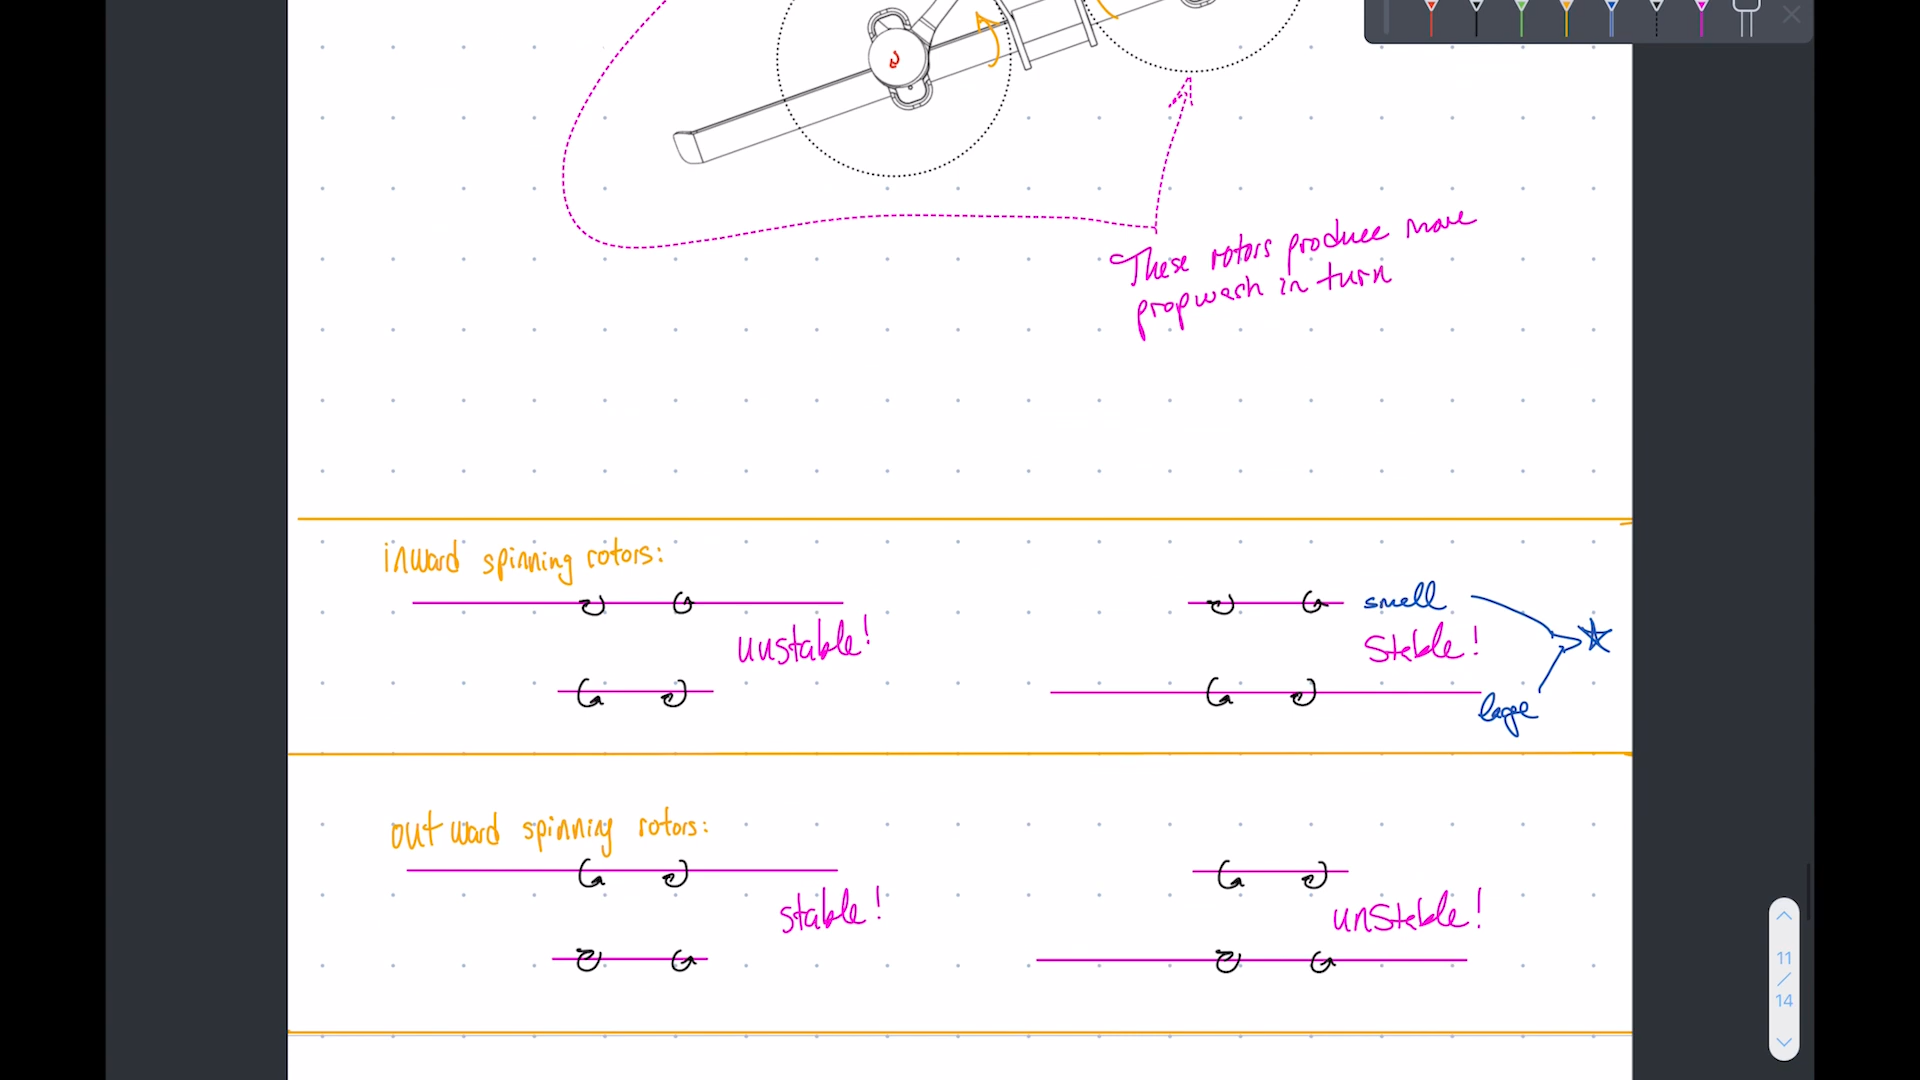 These rotors produce more
propwash in turn
inward spinning rotors:
small
unstable!
Stable!
large
outward spinning rotors:
stable!
unstable!
11
/
14